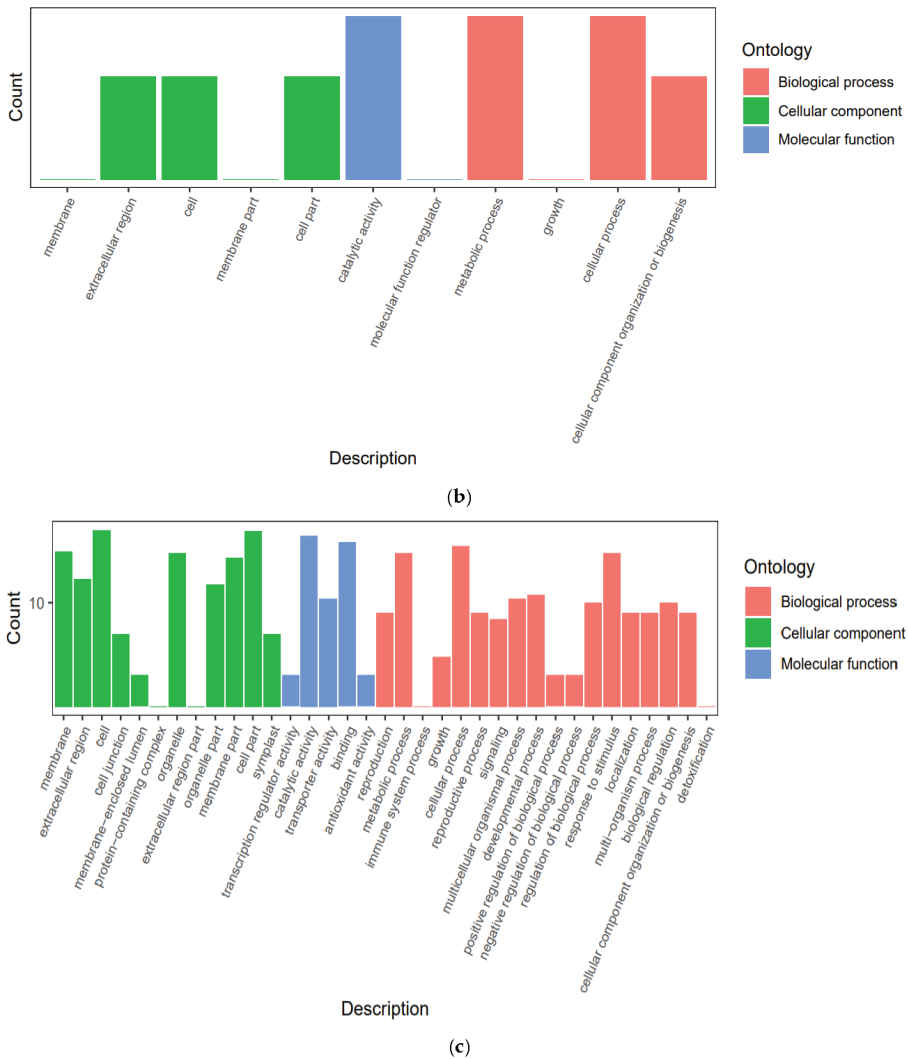 Count
Ontology
Biological process
Cellular component
Molecular function
membrane
extracellular region
cell
membrane part
cell part
catalytic activity
molecular function regulator
metabolic process
growth
cellular process
cellular component organization or biogenesis
Description
(b)
Count
10
Ontology
Biological process
Cellular component
Molecular function
membrane
extracellular region
cell
cell junction
membrane−enclosed lumen
protein−containing complex
organelle
extracellular region part
organelle part
membrane part
cell part
symplast
transcription regulator activity
catalytic activity
transporter activity
binding
antioxidant activity
reproduction
metabolic process
immune system process
growth
cellular process
reproductive process
signaling
multicellular organismal process
developmental process
positive regulation of biological process
negative regulation of biological process
regulation of biological process
response to stimulus
localization
multi−organism process
biological regulation
cellular component organization or biogenesis
detoxification
Description
(c)